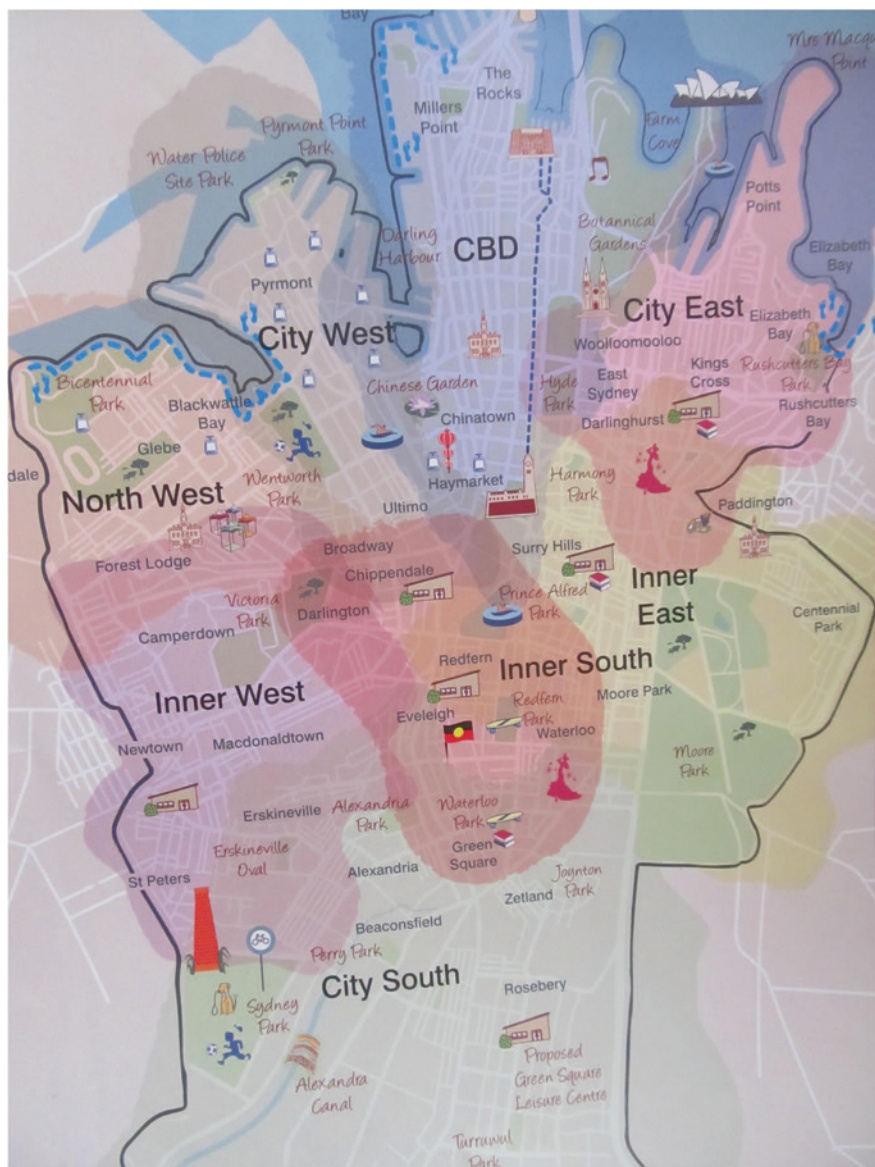 Bay
Mrs Macqu
Point
The
Rocks
Millers
Point
Farm
Cove
Pyrmont Point
Park
Water Police
Site Park
Potts
Point
Botannical
Gardens
Darling
Harbour
CBD
Elizabeth
Bay
Pyrmont
City East
City West
Elizabeth
Bay
Woolloomooloo
Rushcutters Bay
Park
Kings
Cross
East
Sydney
Hyde
Park
Chinese Garden
Bicentennial
Park
Blackwattle
Bay
Rushcutters
Bay
Chinatown
Darlinghurst
Glebe
dale
Wentworth
Park
Haymarket
Harmony
Park
North West
Ultimo
Paddington
Broadway
Surry Hills
Forest Lodge
Chippendale
Inner
East
Prince Alfred
Park
Victoria
Park
Darlington
Centennial
Park
Camperdown
Redfern
Inner South
Inner West
Moore Park
Eveleigh
Redfern
Park
Waterloo
Newtown
Macdonaldtown
Moore
Park
Erskineville
Alexandria
Park
Waterloo
Park
Green
Square
Erskineville
Oval
Alexandria
St Peters
Joynton
Park
Zetland
Beaconsfield
Perry Park
City South
Rosebery
Sydney
Park
Proposed
Green Square
Leisure Centre
Alexandra
Canal
Turruwul
Park